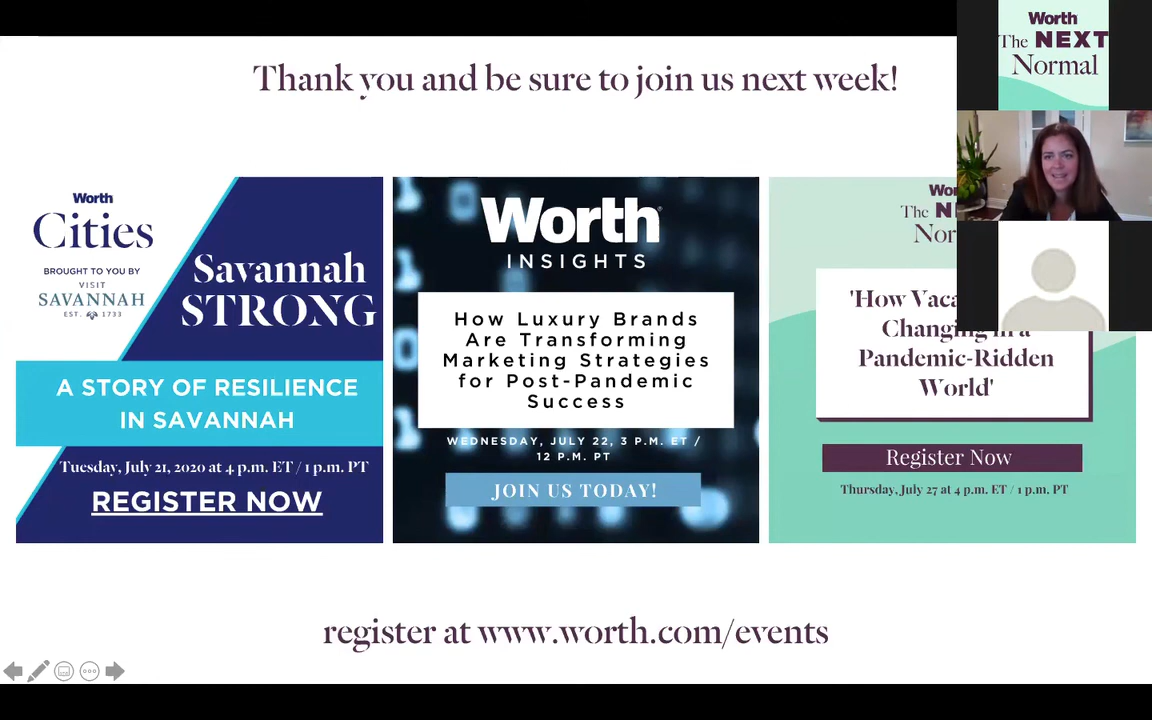 Thank you and be sure to join us next week!
Worth
The NEXT
Normal
Worth
Cities
BROUGHT TO YOU BY
VISIT
SAVANNAH
EST. 1733
Savannah
STRONG
A STORY OF RESILIENCE
IN SAVANNAH
Tuesday, July 21, 2020 at 4 p.m. ET / 1 p.m. PT
REGISTER NOW
Worth
INSIGHTS
How Luxury Brands
Are Transforming
Marketing Strategies
for Post-Pandemic
Success
WEDNESDAY, JULY 22, 3 P.M. ET /
12 P.M. PT
JOIN US TODAY!
The
'How
Changing in a
Pandemic-Ridden
World'
Register Now
Thursday, July 27 at 4 p.m. ET / 1 p.m. PT
register at www.worth.com/events